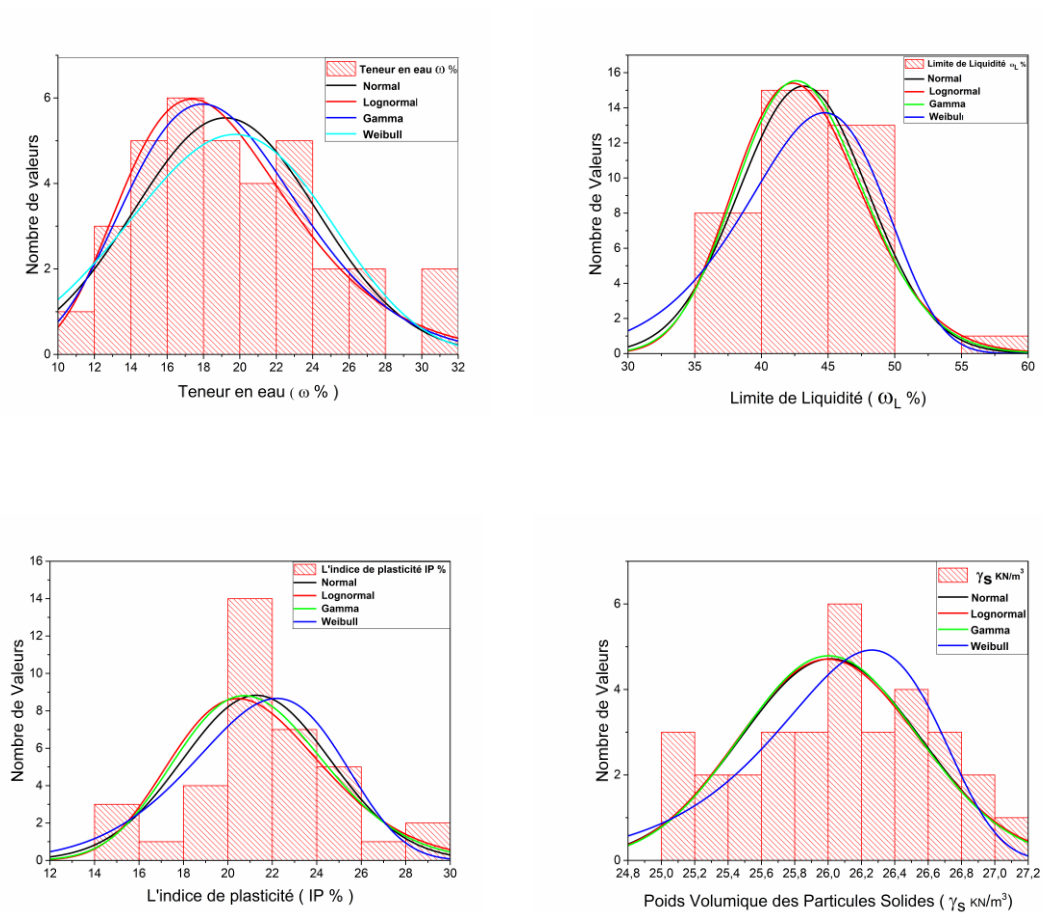 Teneur en eau ω %
Normal
Lognormal
Gamma
Weibull
Nombre de valeurs
0
2
4
6
10
12
14
16
18
20
22
24
26
28
30
32
Teneur en eau ( ω % )
Limite de Liquidité ωL %
Normal
Lognormal
Gamma
Weibull
Nombre de Valeurs
0
2
4
6
8
10
12
14
16
30
35
40
45
50
55
60
Limite de Liquidité ( ωL %)
L'indice de plasticité IP %
Normal
Lognormal
Gamma
Weibull
Nombre de Valeurs
0
2
4
6
8
10
12
14
16
12
14
16
18
20
22
24
26
28
30
L'indice de plasticité ( IP % )
γs KN/m³
Normal
Lognormal
Gamma
Weibull
Nombre de Valeurs
0
2
4
6
24,8
25,0
25,2
25,4
25,6
25,8
26,0
26,2
26,4
26,6
26,8
27,0
27,2
Poids Volumique des Particules Solides ( γs KN/m³)